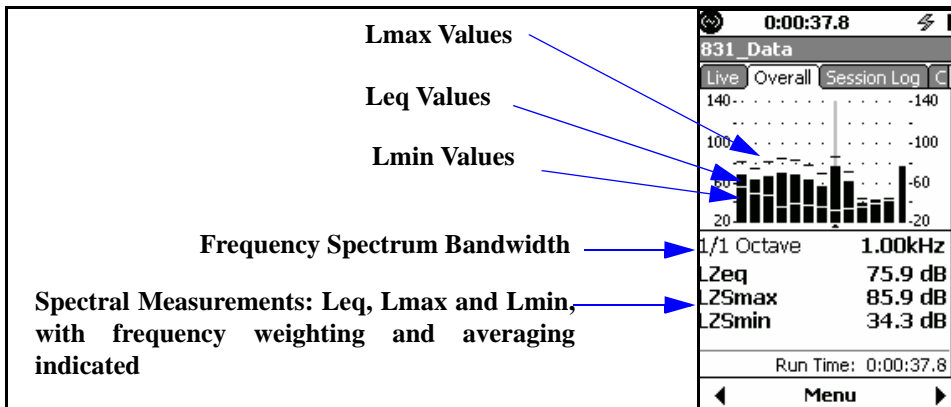 Lmax Values
Leq Values
Lmin Values
Frequency Spectrum Bandwidth
Spectral Measurements: Leq, Lmax and Lmin,
with frequency weighting and averaging
indicated
0:00:37.8
831_Data
Live Overall Session Log C
140 -140
100 -100
60 -60
20 -20
1/1 Octave 1.00kHz
LZeq 75.9 dB
LZSmax 85.9 dB
LZSmin 34.3 dB
Run Time: 0:00:37.8
Menu